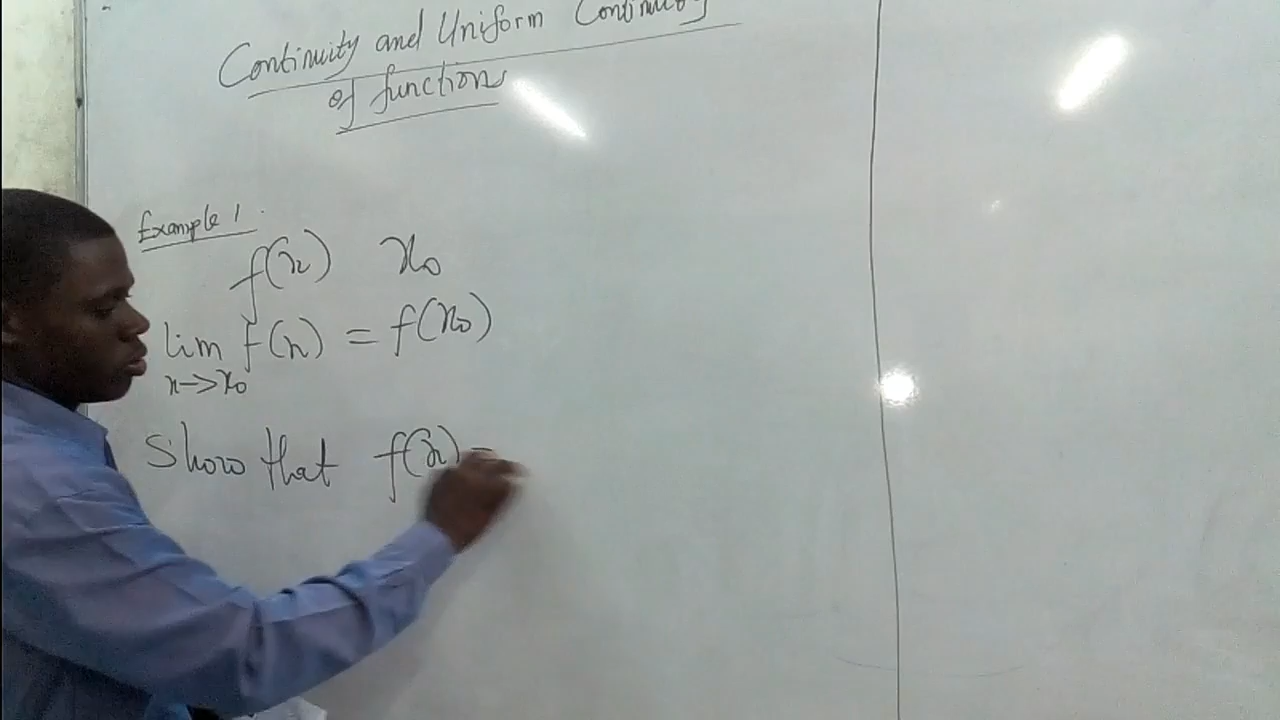 Continuity and Uniform Continuity
of functions
Example 1.
f(x) x₀
lim f(x) = f(x₀)
x->x₀
Show that f(x) =